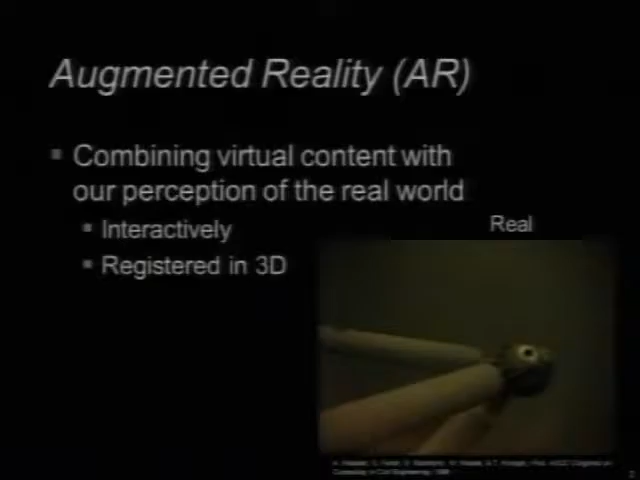 Augmented Reality (AR)
Combining virtual content with
our perception of the real world
Interactively
Registered in 3D
Real